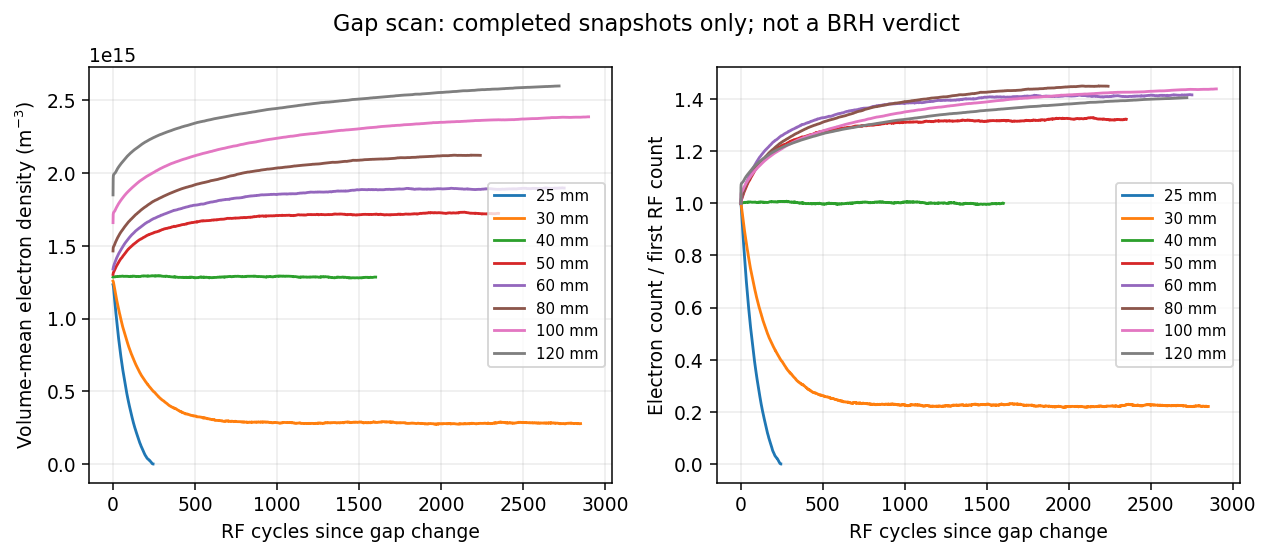 Gap scan: completed snapshots only; not a BRH verdict
1e15
Volume-mean electron density (m⁻³)
2.5
2.0
1.5
1.0
0.5
0.0
0 500 1000 1500 2000 2500 3000
RF cycles since gap change
25 mm
30 mm
40 mm
50 mm
60 mm
80 mm
100 mm
120 mm
Electron count / first RF count
1.4
1.2
1.0
0.8
0.6
0.4
0.2
0.0
0 500 1000 1500 2000 2500 3000
RF cycles since gap change
25 mm
30 mm
40 mm
50 mm
60 mm
80 mm
100 mm
120 mm